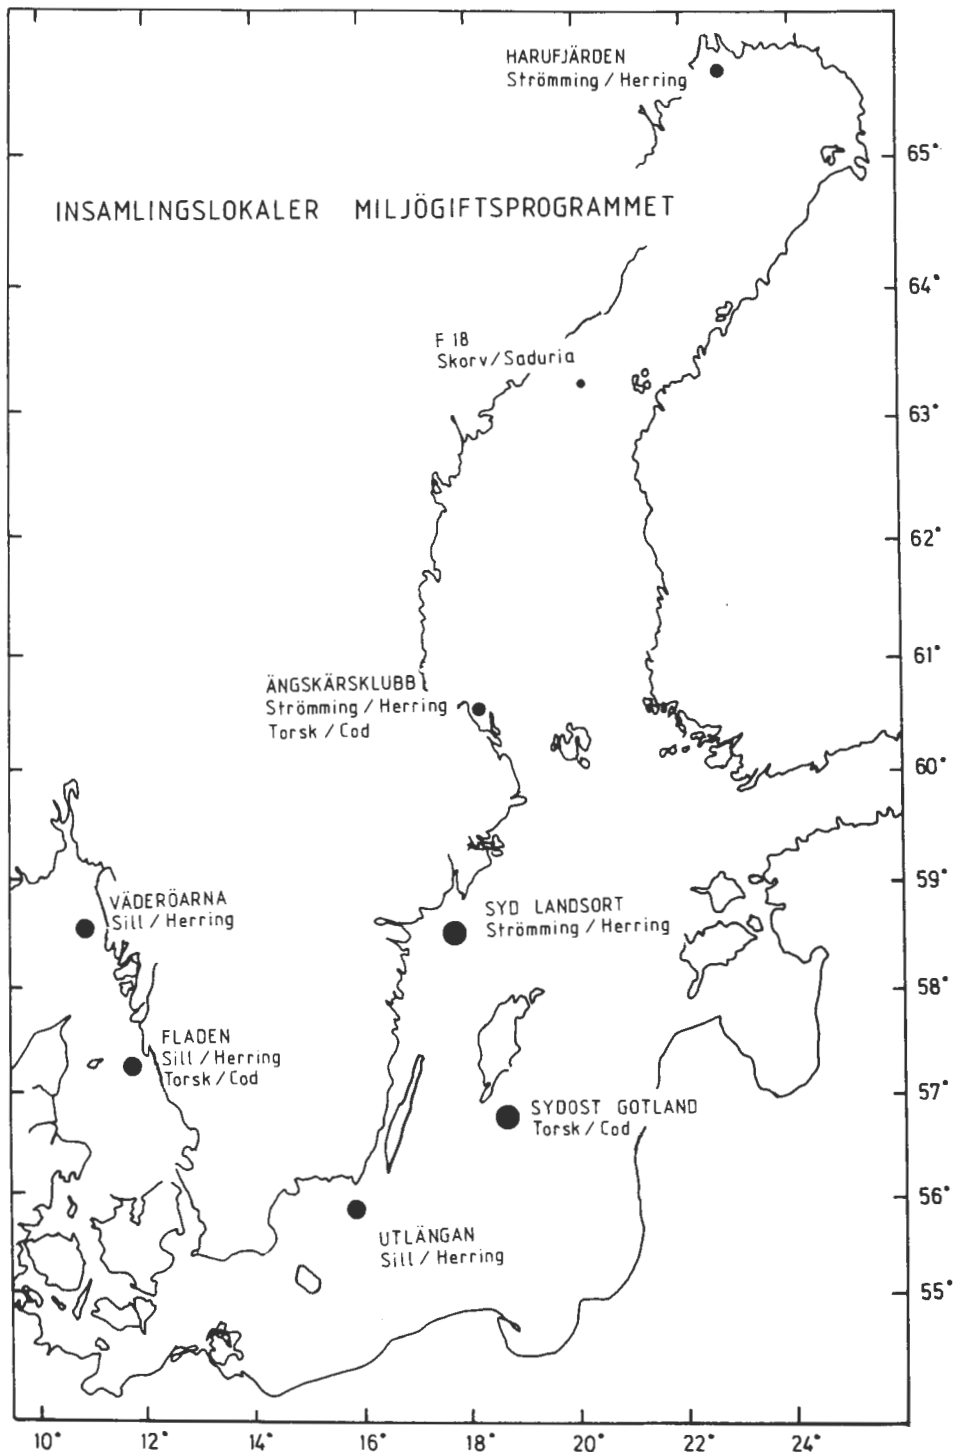 HARUFJÄRDEN
Strömming / Herring
65°
INSAMLINGSLOKALER MILJÖGIFTSPROGRAMMET
64°
F 18
Skorv / Saduria
63°
62°
61°
ÄNGSKÄRSKLUBB
Strömming / Herring
Torsk / Cod
60°
59°
VÄDERÖARNA
Sill / Herring
SYD LANDSORT
Strömming / Herring
58°
FLADEN
Sill / Herring
Torsk / Cod
57°
SYDOST GOTLAND
Torsk / Cod
56°
UTLÄNGAN
Sill / Herring
55°
10° 12° 14° 16° 18° 20° 22° 24°